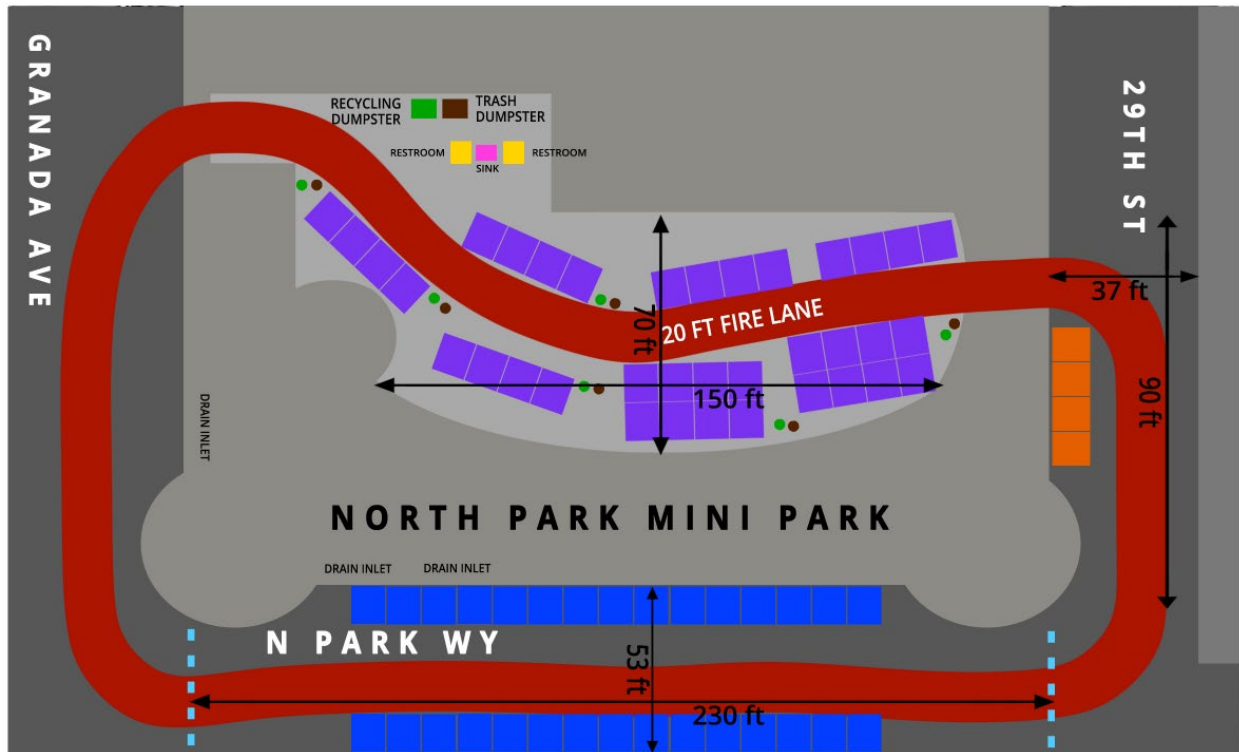 GRANADA AVE
29TH ST
RECYCLING
DUMPSTER
TRASH
DUMPSTER
RESTROOM
SINK
RESTROOM
37 ft
70 ft
20 FT FIRE LANE
150 ft
90 ft
DRAIN INLET
NORTH PARK MINI PARK
DRAIN INLET
DRAIN INLET
N PARK WY
53 ft
230 ft